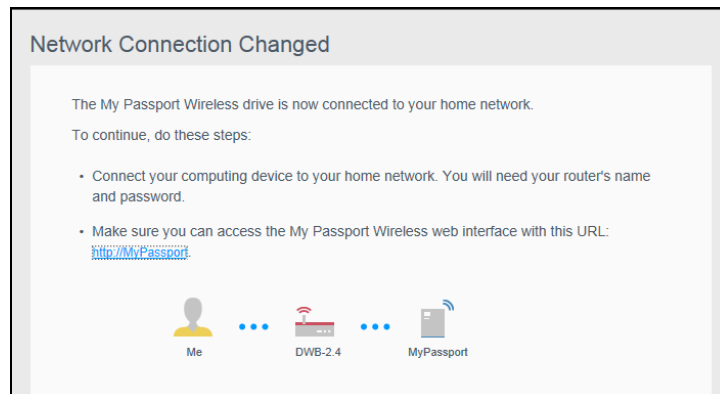 Network Connection Changed
The My Passport Wireless drive is now connected to your home network.
To continue, do these steps:
• Connect your computing device to your home network. You will need your router's name
and password.
• Make sure you can access the My Passport Wireless web interface with this URL:
http://MyPassport.
Me
DWB-2.4
MyPassport